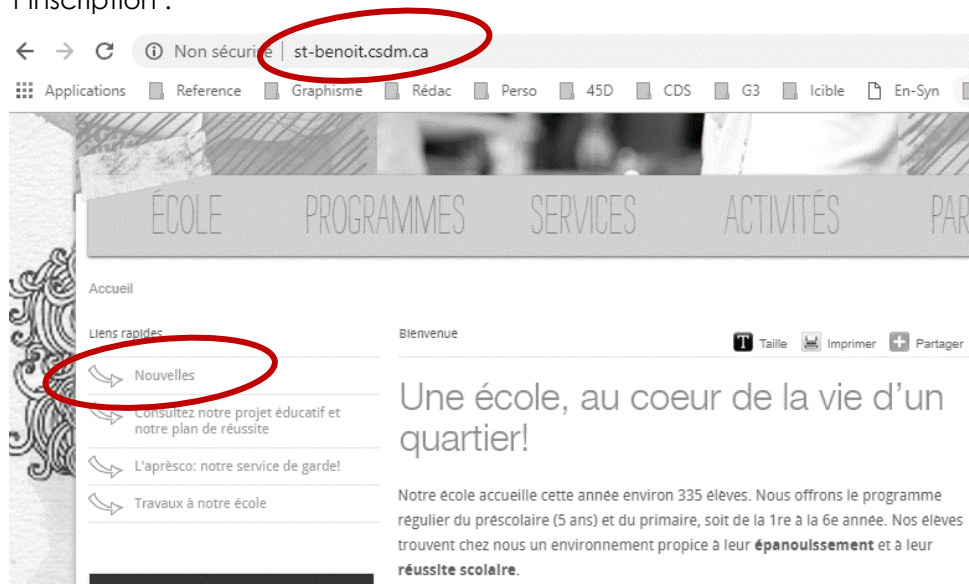 l'inscription :
Non sécurisé | st-benoit.csdm.ca
Applications Reference Graphisme Rédac Perso 45D CDS G3 Icible En-Syn
ÉCOLE PROGRAMMES SERVICES ACTIVITÉS PAR
Accueil
Liens rapides
Nouvelles
Consultez notre projet éducatif et
notre plan de réussite
L'aprèsco: notre service de garde!
Travaux à notre école
Bienvenue
T Taille Imprimer Partager
Une école, au coeur de la vie d'un
quartier!
Notre école accueille cette année environ 335 élèves. Nous offrons le programme
régulier du préscolaire (5 ans) et du primaire, soit de la 1re à la 6e année. Nos élèves
trouvent chez nous un environnement propice à leur épanouissement et à leur
réussite scolaire.